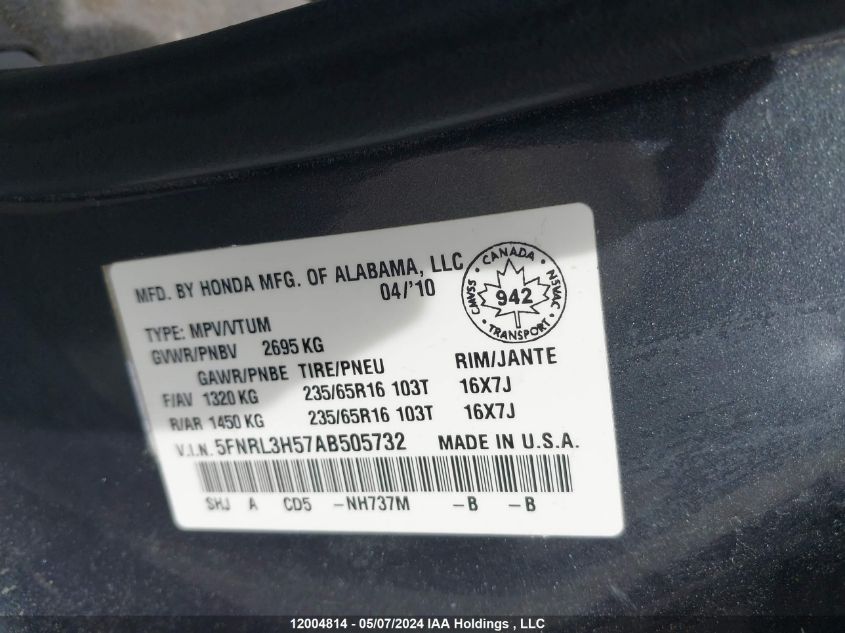 MFD. BY HONDA MFG. OF ALABAMA, LLC
04/'10
CANADA
CMVSS 942 NSVAC
TRANSPORT
TYPE: MPV/VTUM
GVWR/PNBV 2695 KG
GAWR/PNBE TIRE/PNEU RIM/JANTE
F/AV 1320 KG 235/65R16 103T 16X7J
R/AR 1450 KG 235/65R16 103T 16X7J
V.I.N. 5FNRL3H57AB505732 MADE IN U.S.A.
SHJ A CD5 -NH737M -B -B
12004814 - 05/07/2024 IAA Holdings , LLC